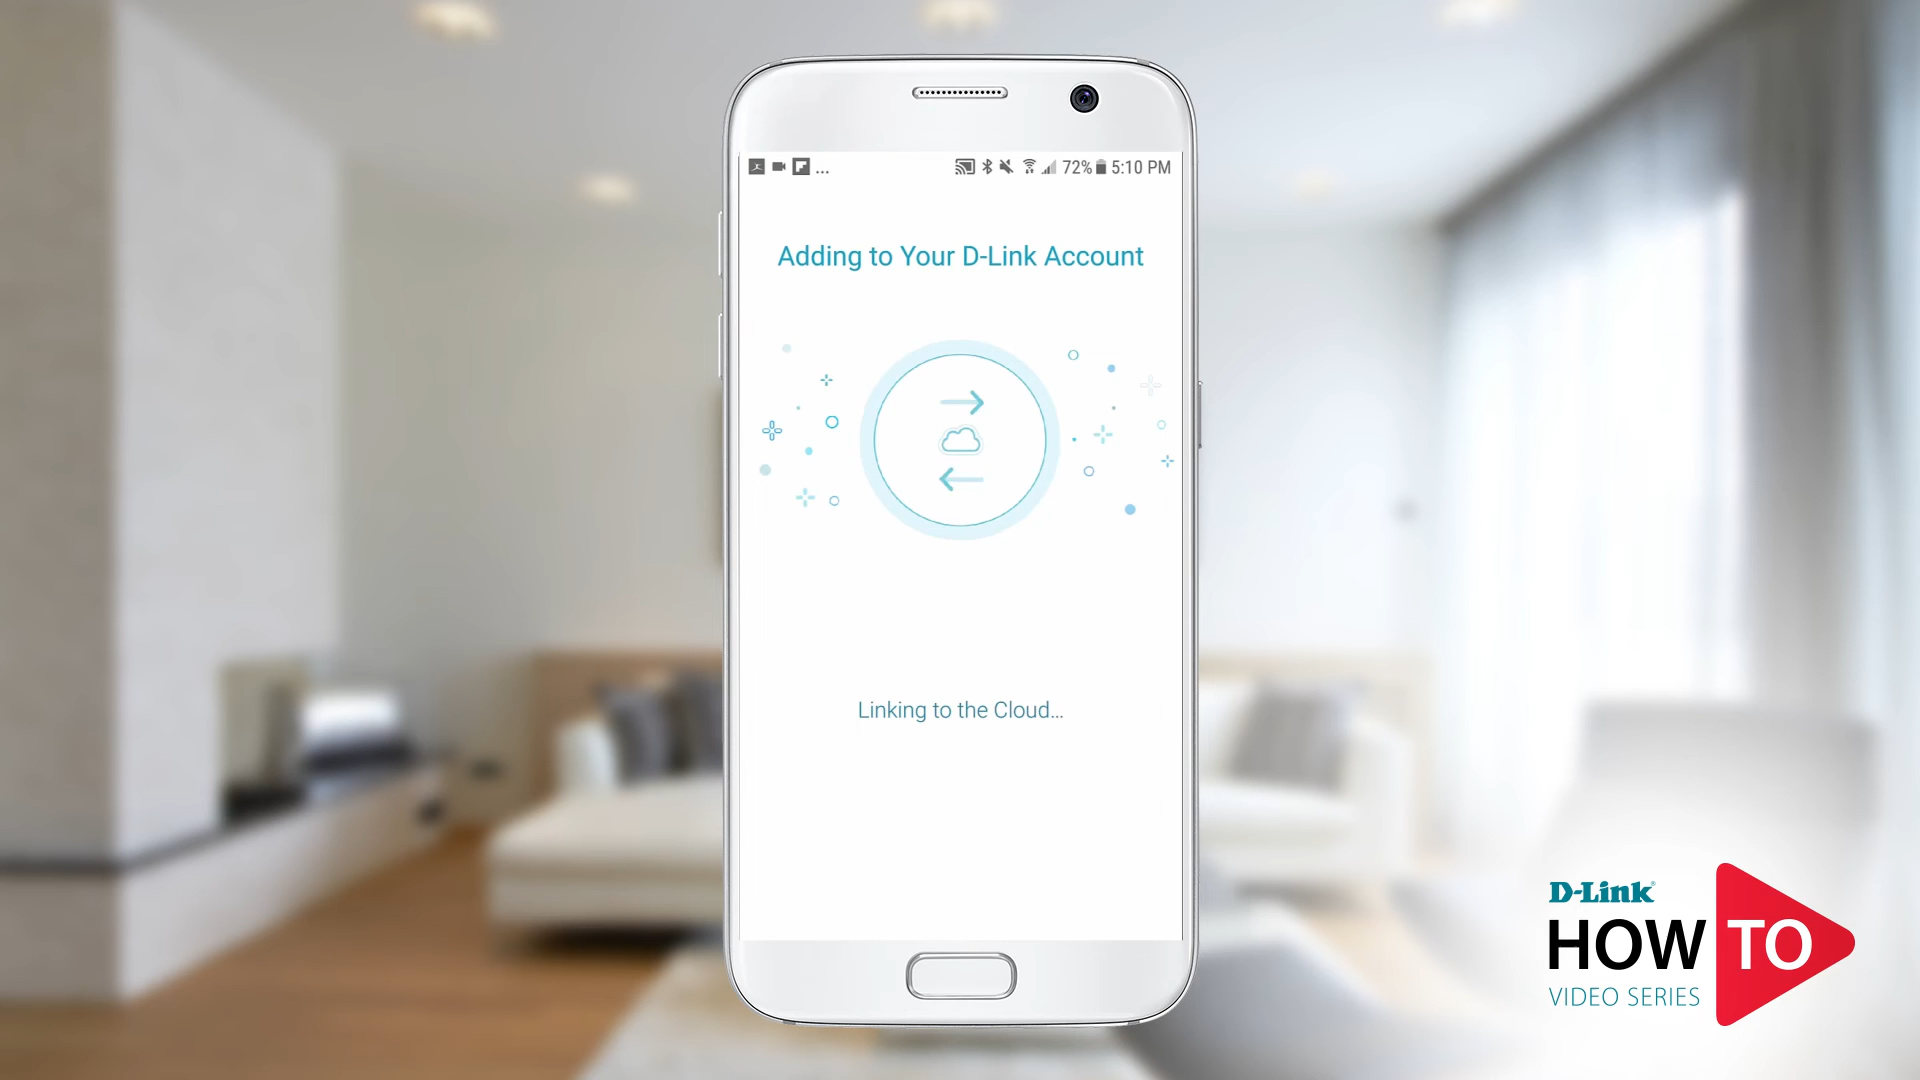 ... 72% 5:10 PM
Adding to Your D-Link Account
Linking to the Cloud...
D-Link
HOW TO
VIDEO SERIES